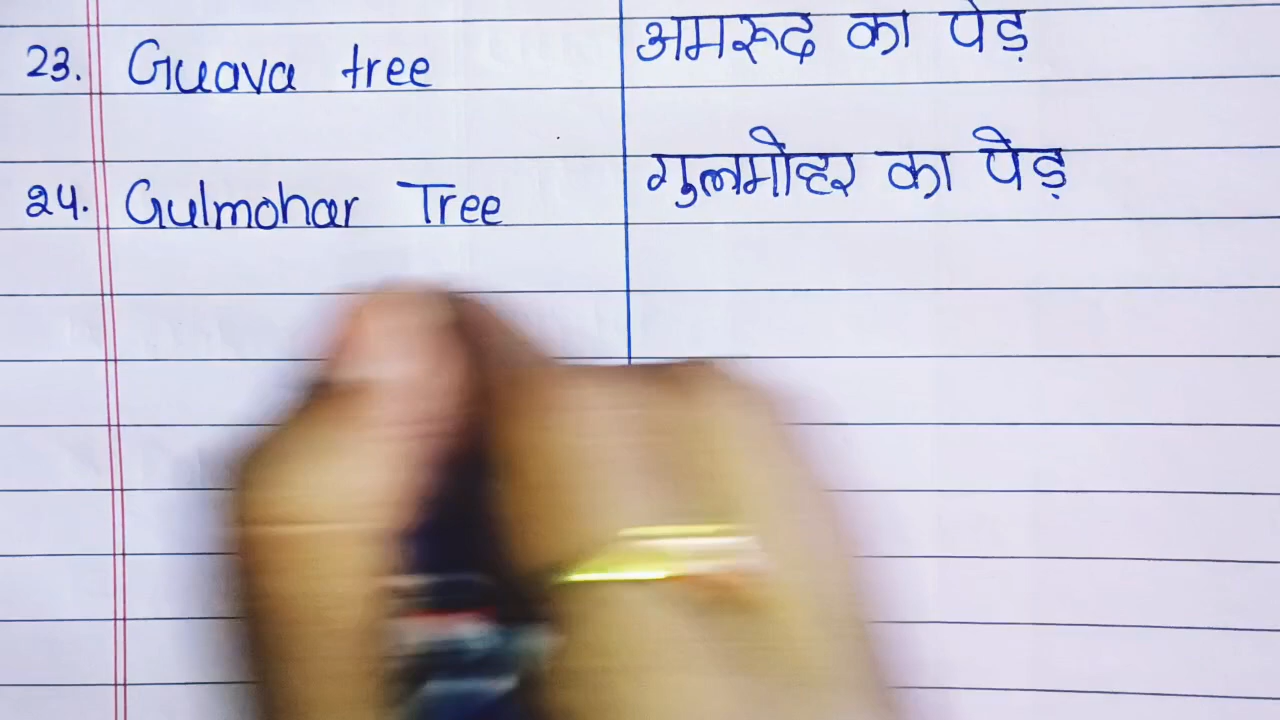 23. Guava tree अमरूद का पेड़
24. Gulmohar Tree गुलमोहर का पेड़